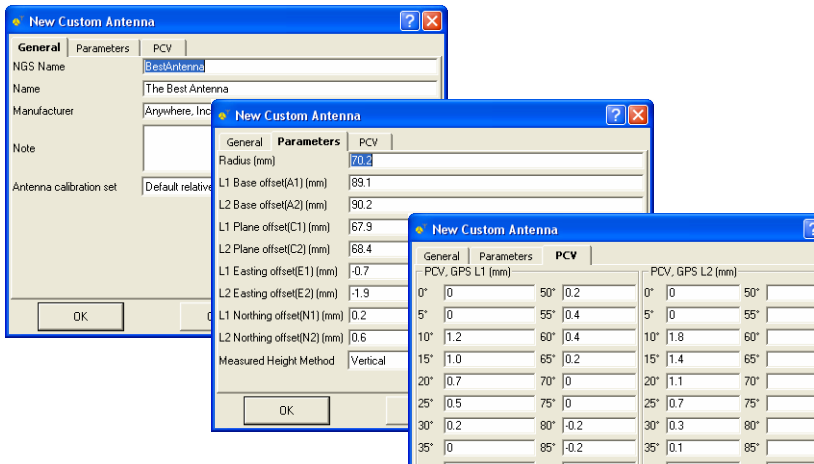 New Custom Antenna
General Parameters PCV
NGS Name BestAntenna
Name The Best Antenna
Manufacturer Anywhere, Inc
Note
Antenna calibration set Default relative
OK
New Custom Antenna
General Parameters PCV
Radius (mm) 70.2
L1 Base offset(A1) (mm) 89.1
L2 Base offset(A2) (mm) 90.2
L1 Plane offset(C1) (mm) 67.9
L2 Plane offset(C2) (mm) 68.4
L1 Easting offset(E1) (mm) -0.7
L2 Easting offset(E2) (mm) -1.9
L1 Northing offset(N1) (mm) 0.2
L2 Northing offset(N2) (mm) 0.6
Measured Height Method Vertical
OK
New Custom Antenna
General Parameters PCV
PCV, GPS L1 (mm) PCV, GPS L2 (mm)
0° 0 50° 0.2 0° 0 50°
5° 0 55° 0.4 5° 0 55°
10° 1.2 60° 0.4 10° 1.8 60°
15° 1.0 65° 0.2 15° 1.4 65°
20° 0.7 70° 0 20° 1.1 70°
25° 0.5 75° 0 25° 0.7 75°
30° 0.2 80° -0.2 30° 0.3 80°
35° 0 85° -0.2 35° 0.1 85°